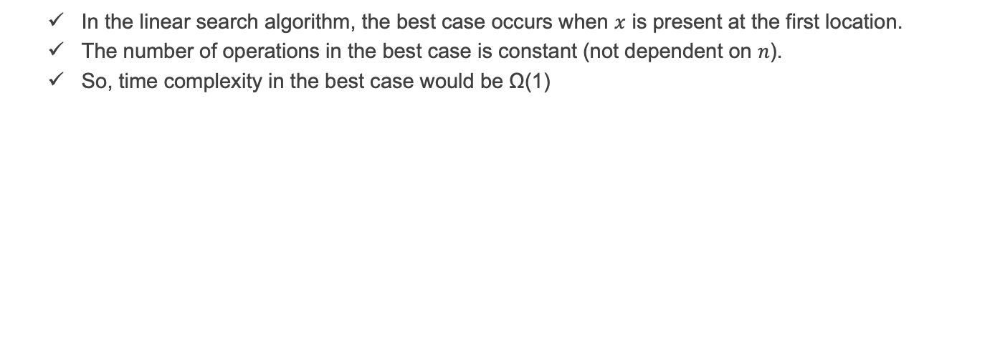 ✓ In the linear search algorithm, the best case occurs when 𝑥 is present at the first location.
✓ The number of operations in the best case is constant (not dependent on 𝑛).
✓ So, time complexity in the best case would be Ω(1)